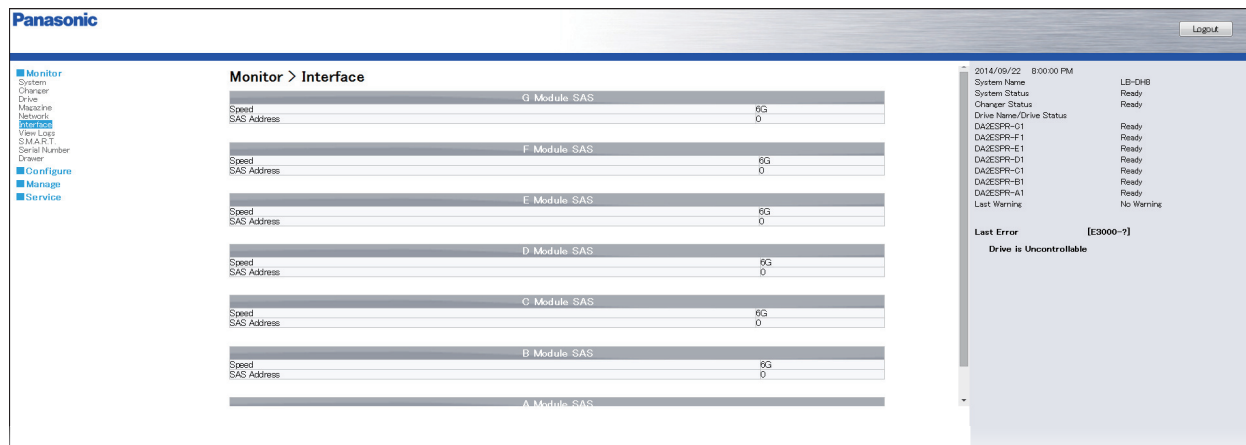 Panasonic
Logout
Monitor
System
Changer
Drive
Magazine
Network
Interface
View Logs
S.M.A.R.T.
Serial Number
Drawer
Configure
Manage
Service
Monitor > Interface
G Module SAS
Speed 6G
SAS Address 0
F Module SAS
Speed 6G
SAS Address 0
E Module SAS
Speed 6G
SAS Address 0
D Module SAS
Speed 6G
SAS Address 0
C Module SAS
Speed 6G
SAS Address 0
B Module SAS
Speed 6G
SAS Address 0
A Module SAS
2014/09/22 8:00:00 PM
System Name LB-DH8
System Status Ready
Changer Status Ready
Drive Name/Drive Status
DA2ESPR-G1 Ready
DA2ESPR-F1 Ready
DA2ESPR-E1 Ready
DA2ESPR-D1 Ready
DA2ESPR-C1 Ready
DA2ESPR-B1 Ready
DA2ESPR-A1 Ready
Last Warning No Warning
Last Error [E3000-?]
Drive is Uncontrollable